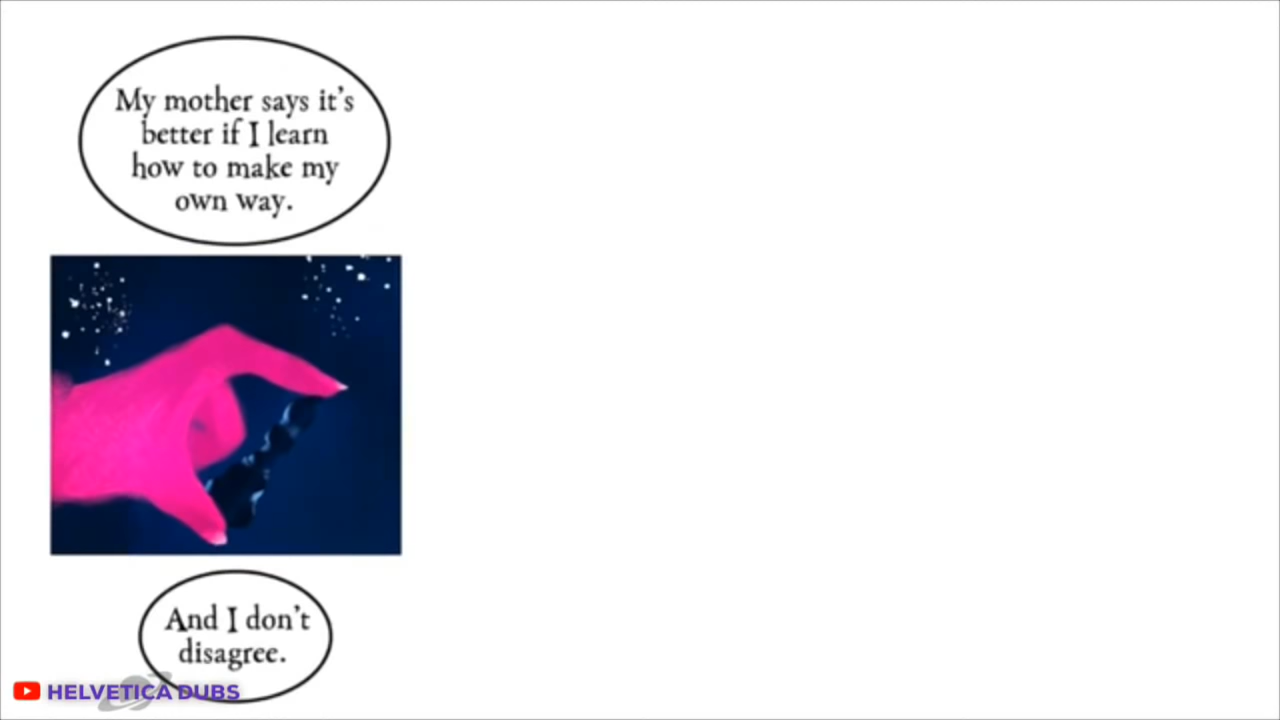 My mother says it's
better if I learn
how to make my
own way.
And I don't
disagree.
HELVETICA DUBS